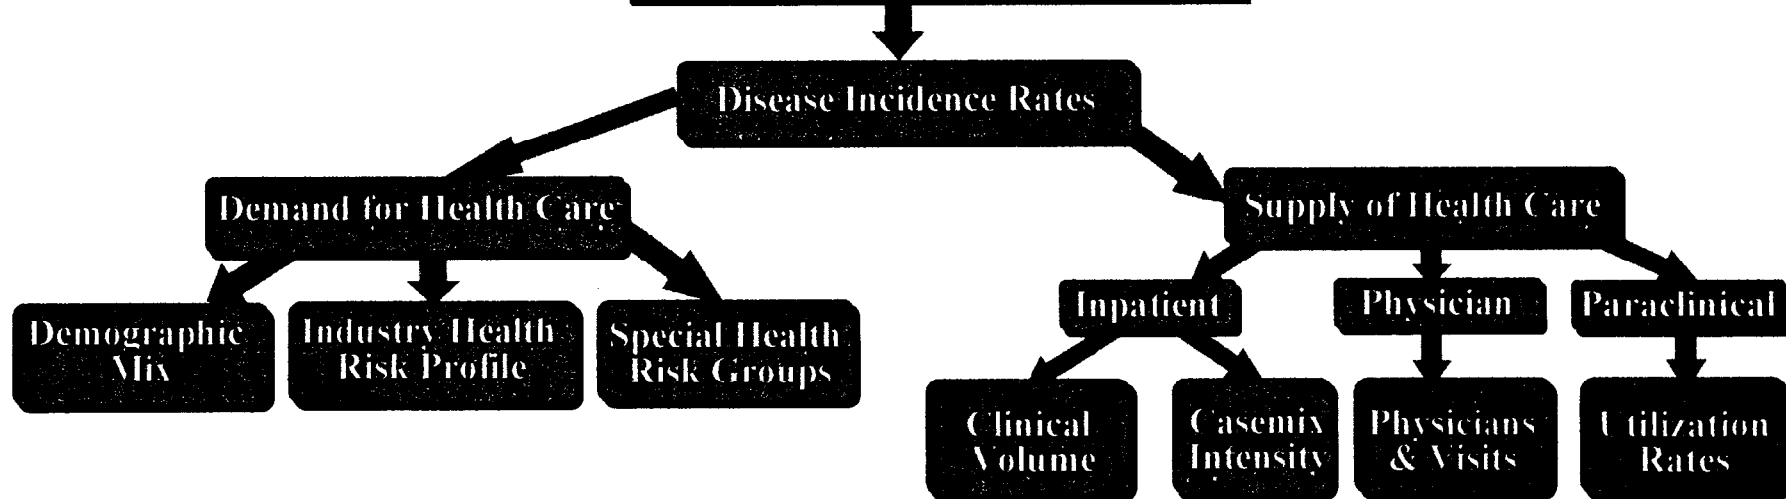 Disease Incidence Rates
Demand for Health Care
Supply of Health Care
Inpatient
Physician
Paraclinical
Demographic
Mix
Industry Health
Risk Profile
Special Health
Risk Groups
Clinical
Volume
Casemix
Intensity
Physicians
& Visits
Utilization
Rates